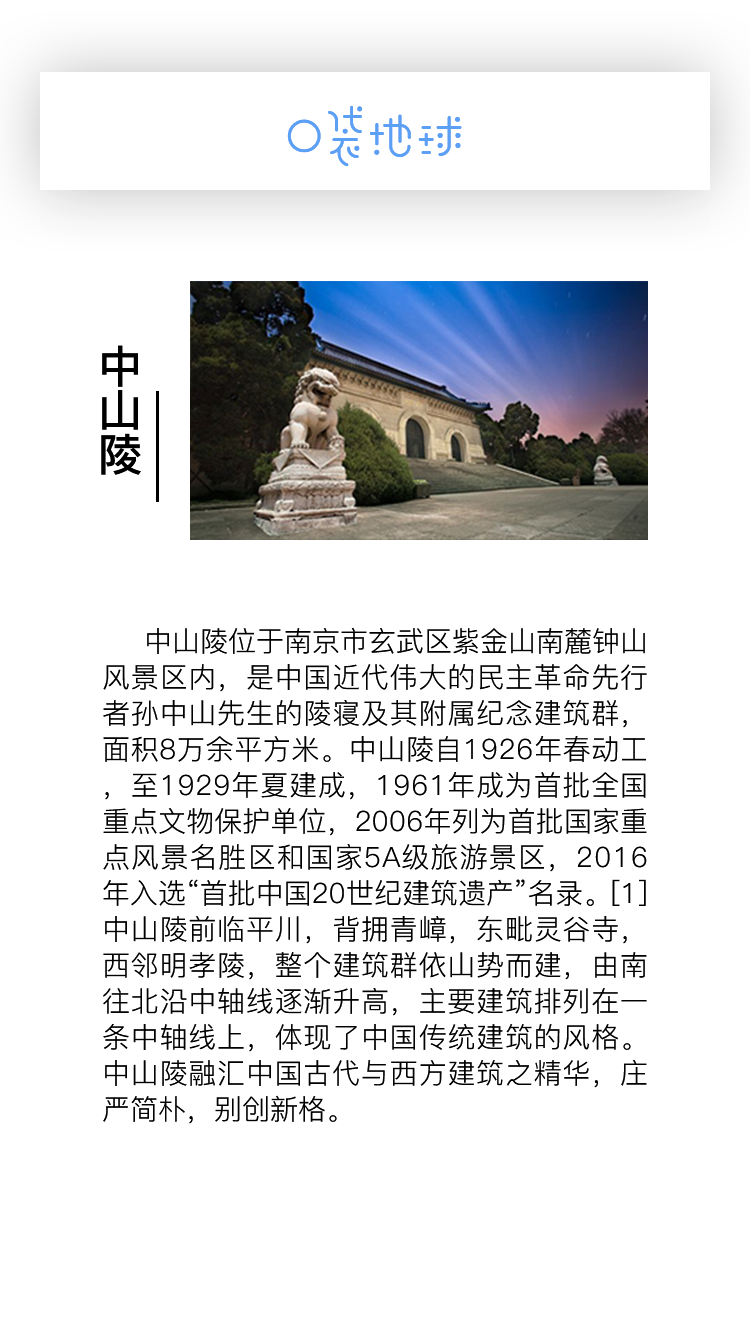 口袋地球
中山陵
中山陵位于南京市玄武区紫金山南麓钟山
风景区内，是中国近代伟大的民主革命先行
者孙中山先生的陵寝及其附属纪念建筑群，
面积8万余平方米。中山陵自1926年春动工
，至1929年夏建成，1961年成为首批全国
重点文物保护单位，2006年列为首批国家重
点风景名胜区和国家5A级旅游景区，2016
年入选“首批中国20世纪建筑遗产”名录。[1]
中山陵前临平川，背拥青嶂，东毗灵谷寺，
西邻明孝陵，整个建筑群依山势而建，由南
往北沿中轴线逐渐升高，主要建筑排列在一
条中轴线上，体现了中国传统建筑的风格。
中山陵融汇中国古代与西方建筑之精华，庄
严简朴，别创新格。